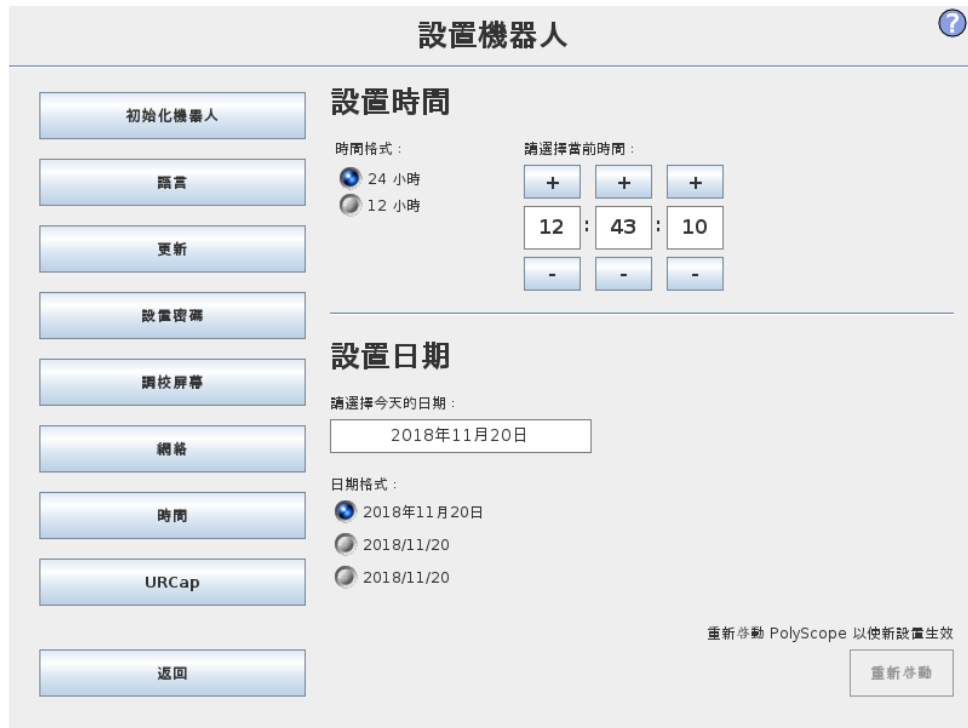 設置機器人
?
初始化機器人
語言
更新
設置密碼
調校屏幕
網絡
時間
URCap
返回
設置時間
時間格式：
24 小時
12 小時
請選擇當前時間：
+ + +
12 : 43 : 10
- - -
設置日期
請選擇今天的日期：
2018年11月20日
日期格式：
2018年11月20日
2018/11/20
2018/11/20
重新啓動 PolyScope 以使新設置生效
重新啓動